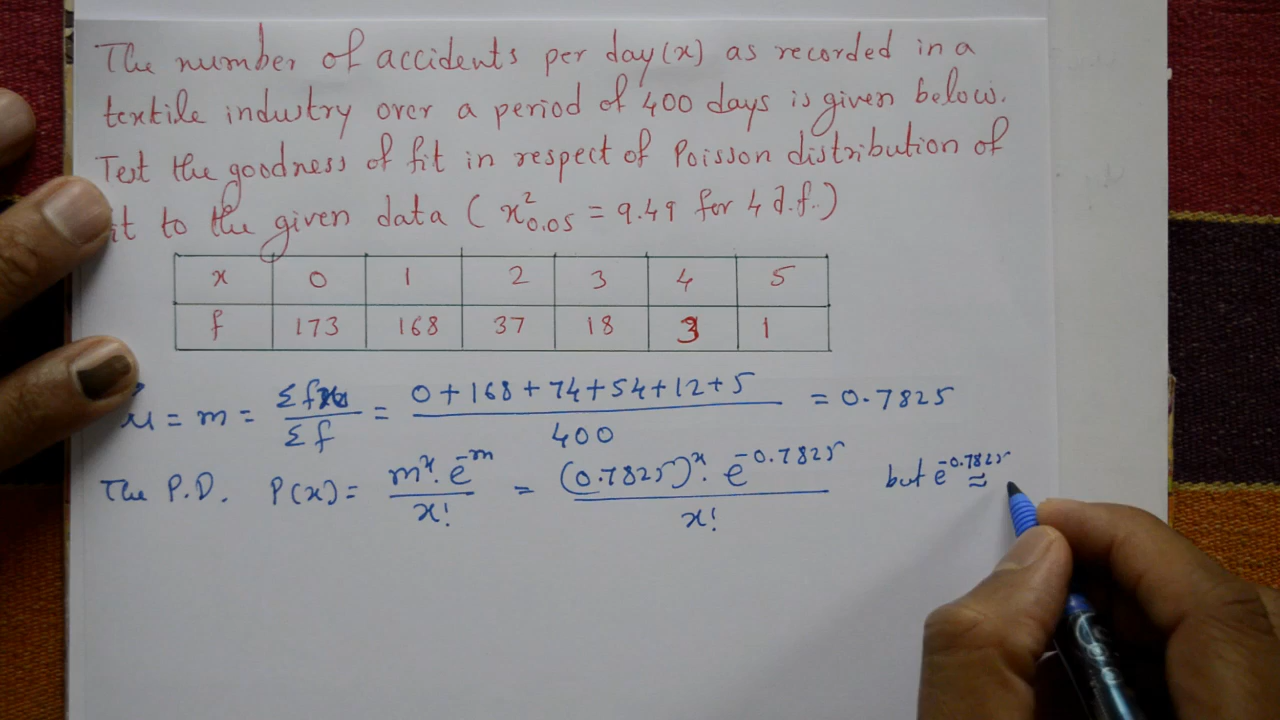 The number of accidents per day (x) as recorded in a
textile industry over a period of 400 days is given below.
Test the goodness of fit in respect of Poisson distribution of
it to the given data ( x²0.05 = 9.49 for 4 d.f.)
x 0 1 2 3 4 5
f 173 168 37 18 3 1
= m = Σfx / Σf = 0+168+74+54+12+5 / 400 = 0.7825
The P.D. P(x) = mˣ.e⁻ᵐ / x! = (0.7825)ˣ.e^-0.7825 / x! but e^-0.7825 ≈